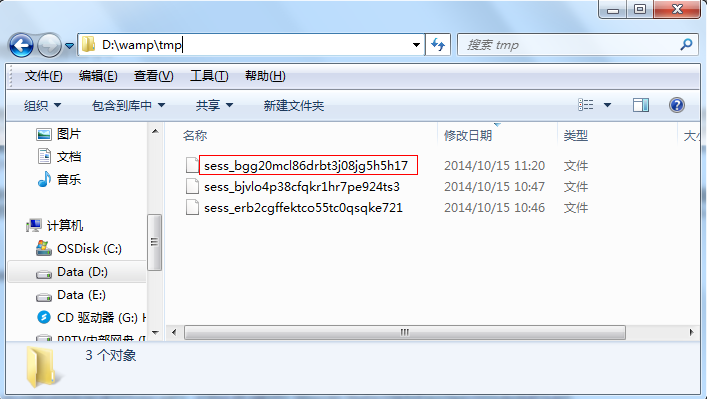 D:\wamp\tmp
搜索 tmp
文件(F) 编辑(E) 查看(V) 工具(T) 帮助(H)
组织 包含到库中 共享 新建文件夹
图片
文档
音乐
计算机
OSDisk (C:)
Data (D:)
Data (E:)
CD 驱动器 (G:) H
PPTV内部网盘 (
名称 修改日期 类型 大小
sess_bgg20mcl86drbt3j08jg5h5h17 2014/10/15 11:20 文件
sess_bjvlo4p38cfqkr1hr7pe924ts3 2014/10/15 10:47 文件
sess_erb2cgffektco55tc0qsqke721 2014/10/15 10:46 文件
3 个对象